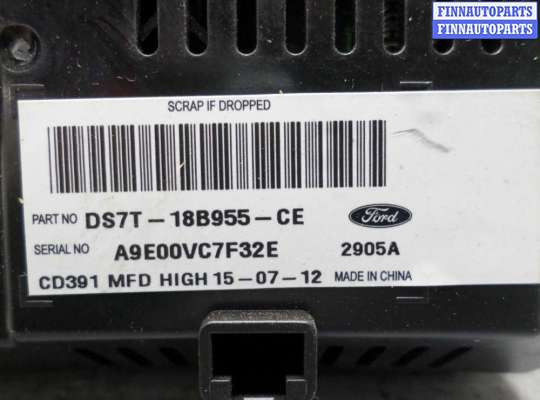 FINNAUTOPARTS
FINNAUTOPARTS
SCRAP IF DROPPED
PART NO DS7T-18B955-CE Ford
SERIAL NO A9E00VC7F32E 2905A
CD391 MFD HIGH 15-07-12 MADE IN CHINA